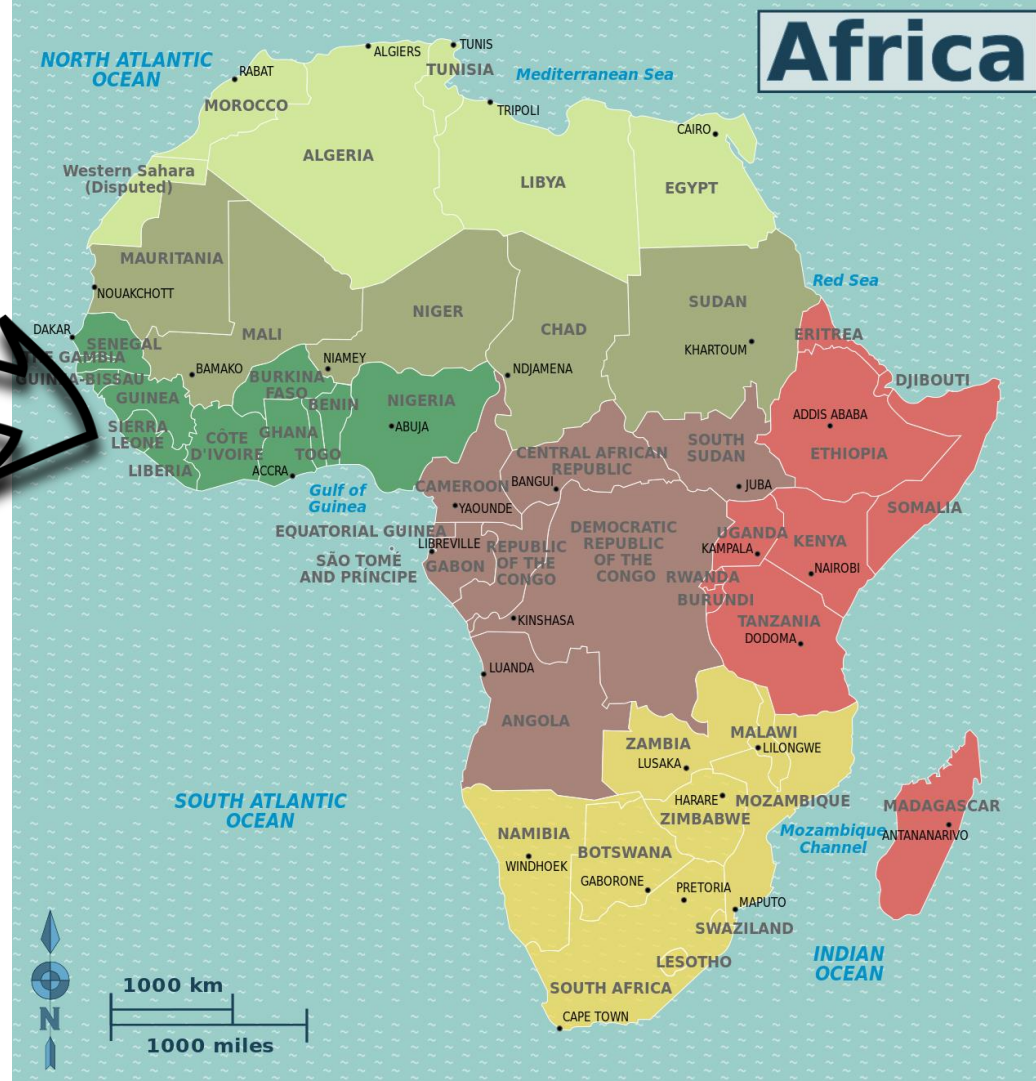 Africa
NORTH ATLANTIC
OCEAN
ALGIERS
TUNIS
RABAT
TUNISIA
Mediterranean Sea
MOROCCO
TRIPOLI
CAIRO
ALGERIA
Western Sahara
(Disputed)
LIBYA
EGYPT
MAURITANIA
Red Sea
NOUAKCHOTT
SUDAN
NIGER
CHAD
DAKAR
MALI
ERITREA
SENEGAL
KHARTOUM
GAMBIA
NIAMEY
BAMAKO
NDJAMENA
GUINEA-BISSAU
BURKINA
FASO
DJIBOUTI
GUINEA
BENIN
NIGERIA
ADDIS ABABA
ABUJA
SIERRA
LEONE
CÔTE
D'IVOIRE
GHANA
TOGO
SOUTH
SUDAN
ETHIOPIA
CENTRAL AFRICAN
REPUBLIC
LIBERIA
ACCRA
BANGUI
CAMEROON
JUBA
Gulf of
Guinea
YAOUNDE
SOMALIA
EQUATORIAL GUINEA
LIBREVILLE
DEMOCRATIC
REPUBLIC
OF THE
CONGO
UGANDA
KENYA
KAMPALA
SÃO TOMÉ
AND PRÍNCIPE
GABON
REPUBLIC
OF THE
CONGO
NAIROBI
RWANDA
BURUNDI
KINSHASA
TANZANIA
DODOMA
LUANDA
ANGOLA
MALAWI
ZAMBIA
LILONGWE
LUSAKA
SOUTH ATLANTIC
OCEAN
HARARE
MOZAMBIQUE
MADAGASCAR
ZIMBABWE
NAMIBIA
Mozambique
Channel
ANTANANARIVO
BOTSWANA
WINDHOEK
GABORONE
PRETORIA
MAPUTO
SWAZILAND
INDIAN
OCEAN
LESOTHO
1000 km
SOUTH AFRICA
N
CAPE TOWN
1000 miles